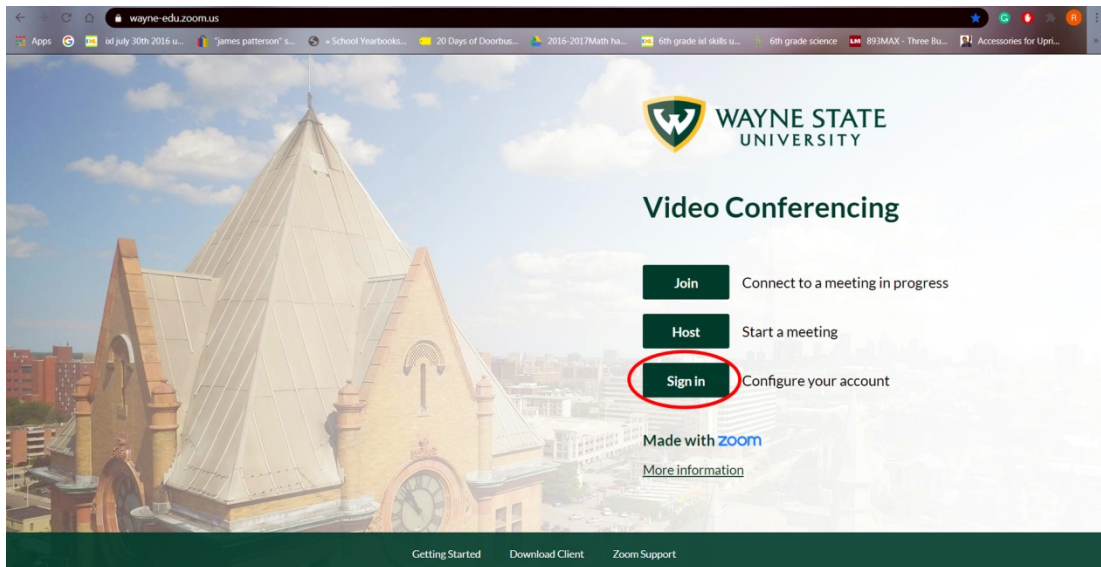 wayne-edu.zoom.us
Apps
ixl july 30th 2016 u...
"james patterson" s...
» School Yearbooks...
20 Days of Doorbus...
2016-2017Math ha...
6th grade ixl skills u...
6th grade science
893MAX - Three Bu...
Accessories for Upri...
WAYNE STATE
UNIVERSITY
Video Conferencing
Join Connect to a meeting in progress
Host Start a meeting
Sign in Configure your account
Made with zoom
More information
Getting Started Download Client Zoom Support